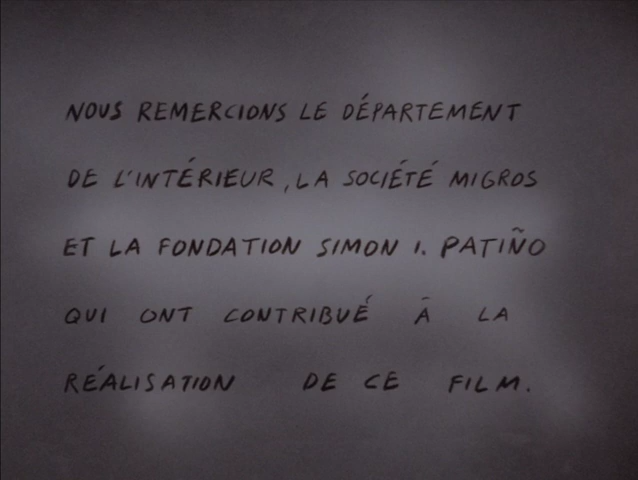 NOUS REMERCIONS LE DÉPARTEMENT
DE L'INTÉRIEUR, LA SOCIÉTÉ MIGROS
ET LA FONDATION SIMON I. PATIÑO
QUI ONT CONTRIBUÉ À LA
RÉALISATION DE CE FILM.